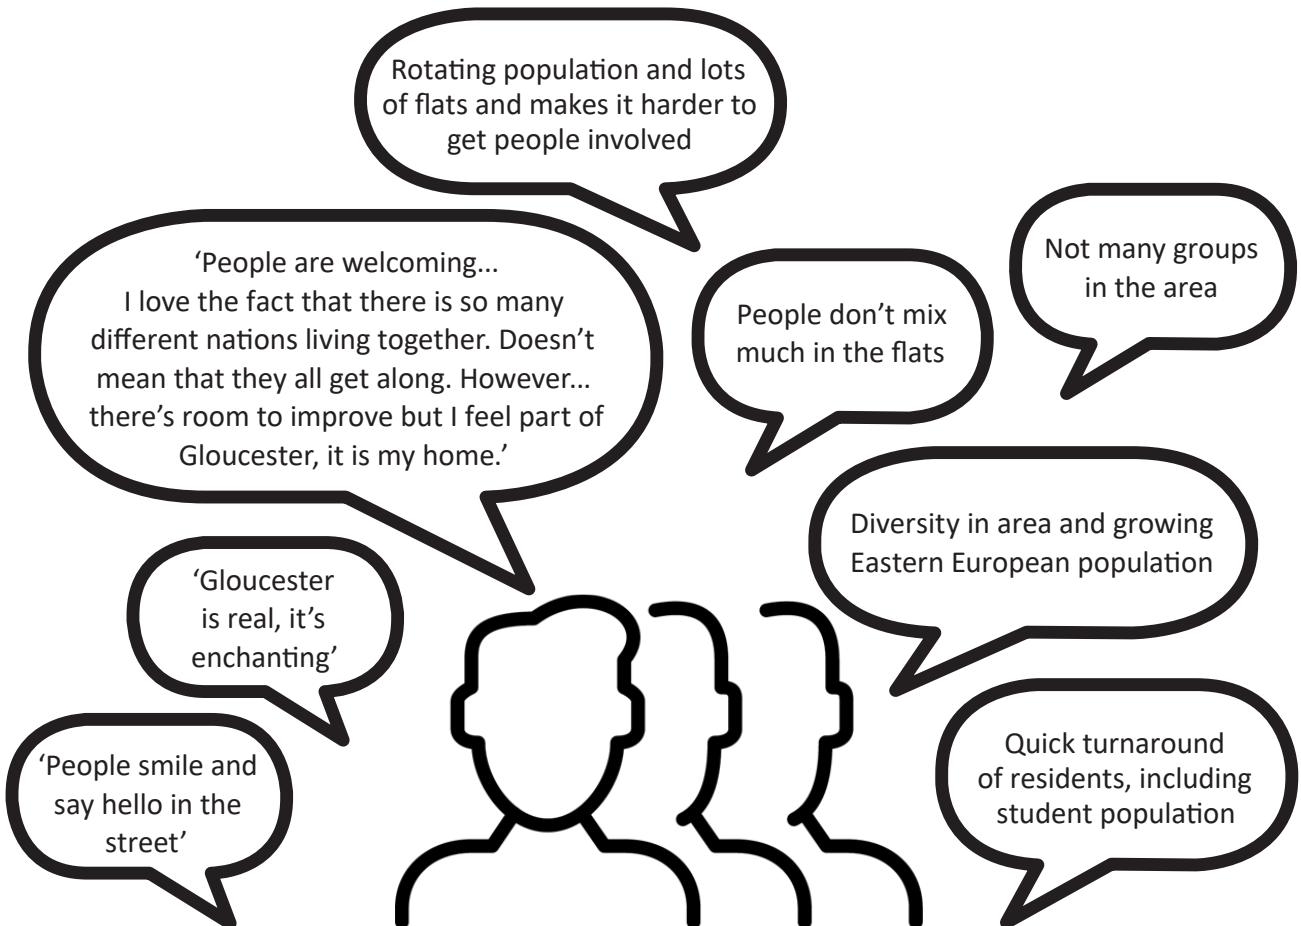 Rotating population and lots
of flats and makes it harder to
get people involved
‘People are welcoming...
I love the fact that there is so many
different nations living together. Doesn’t
mean that they all get along. However...
there’s room to improve but I feel part of
Gloucester, it is my home.’
People don’t mix
much in the flats
Not many groups
in the area
Diversity in area and growing
Eastern European population
‘Gloucester
is real, it’s
enchanting’
‘People smile and
say hello in the
street’
Quick turnaround
of residents, including
student population